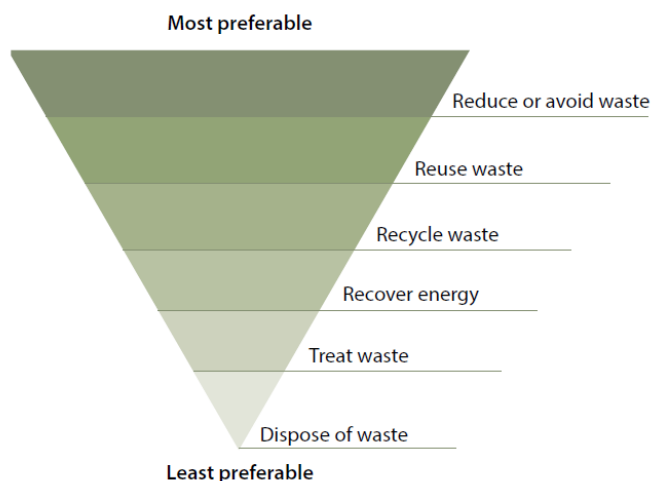 Most preferable
Reduce or avoid waste
Reuse waste
Recycle waste
Recover energy
Treat waste
Dispose of waste
Least preferable